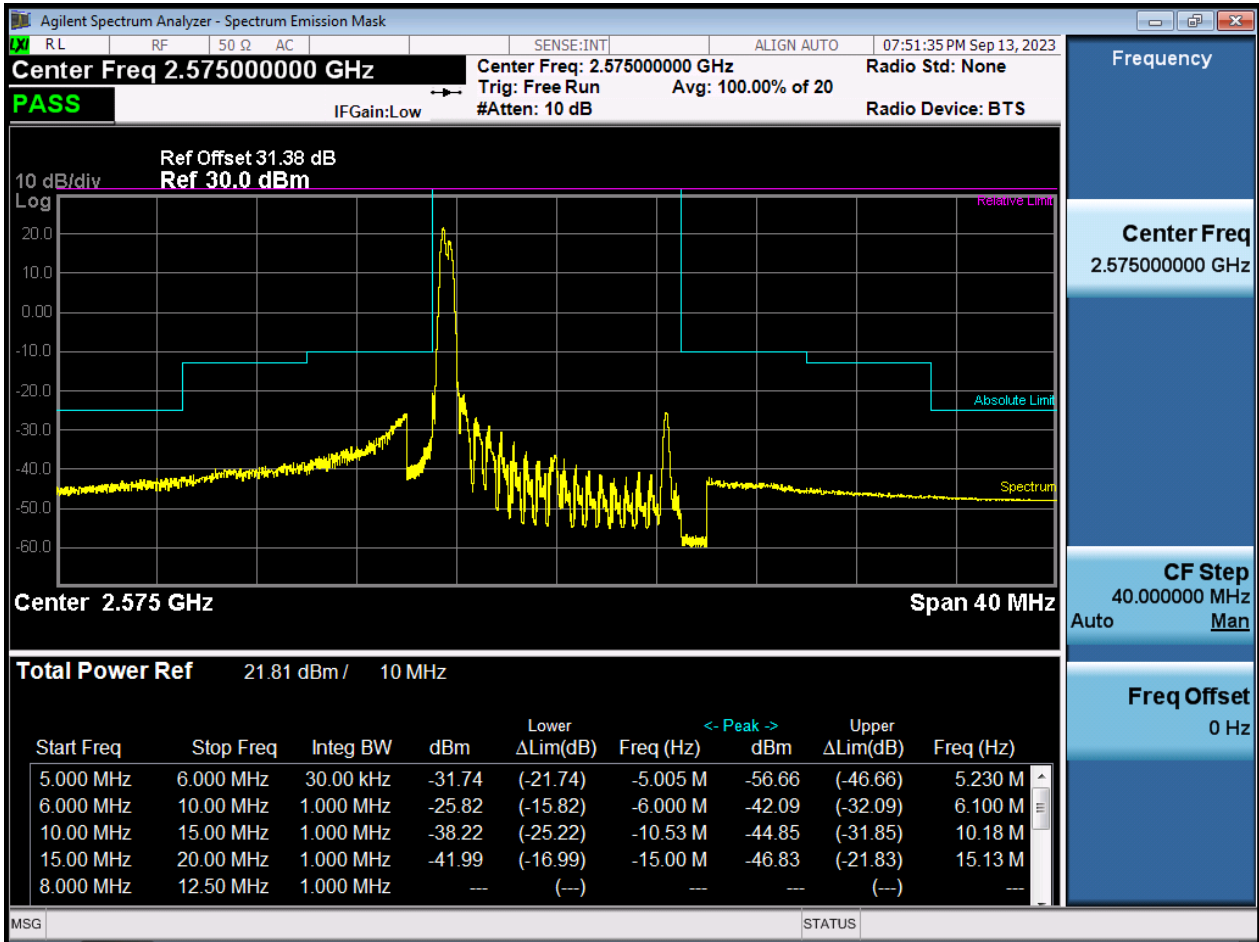 Agilent Spectrum Analyzer - Spectrum Emission Mask
LXI RL RF 50 Ω AC SENSE:INT ALIGN AUTO 07:51:35 PM Sep 13, 2023
Center Freq 2.575000000 GHz
PASS
IFGain:Low
Center Freq: 2.575000000 GHz
Trig: Free Run Avg: 100.00% of 20
#Atten: 10 dB
Radio Std: None
Radio Device: BTS
Ref Offset 31.38 dB
10 dB/div Ref 30.0 dBm
Log
Relative Limit
20.0
10.0
0.00
-10.0
-20.0
Absolute Limit
-30.0
-40.0
Spectrum
-50.0
-60.0
Center 2.575 GHz Span 40 MHz
Total Power Ref 21.81 dBm / 10 MHz
Lower <- Peak -> Upper
Start Freq Stop Freq Integ BW dBm ΔLim(dB) Freq (Hz) dBm ΔLim(dB) Freq (Hz)
5.000 MHz 6.000 MHz 30.00 kHz -31.74 (-21.74) -5.005 M -56.66 (-46.66) 5.230 M
6.000 MHz 10.00 MHz 1.000 MHz -25.82 (-15.82) -6.000 M -42.09 (-32.09) 6.100 M
10.00 MHz 15.00 MHz 1.000 MHz -38.22 (-25.22) -10.53 M -44.85 (-31.85) 10.18 M
15.00 MHz 20.00 MHz 1.000 MHz -41.99 (-16.99) -15.00 M -46.83 (-21.83) 15.13 M
8.000 MHz 12.50 MHz 1.000 MHz --- (---) --- --- (---) ---
MSG STATUS
Frequency
Center Freq
2.575000000 GHz
CF Step
40.000000 MHz
Auto Man
Freq Offset
0 Hz